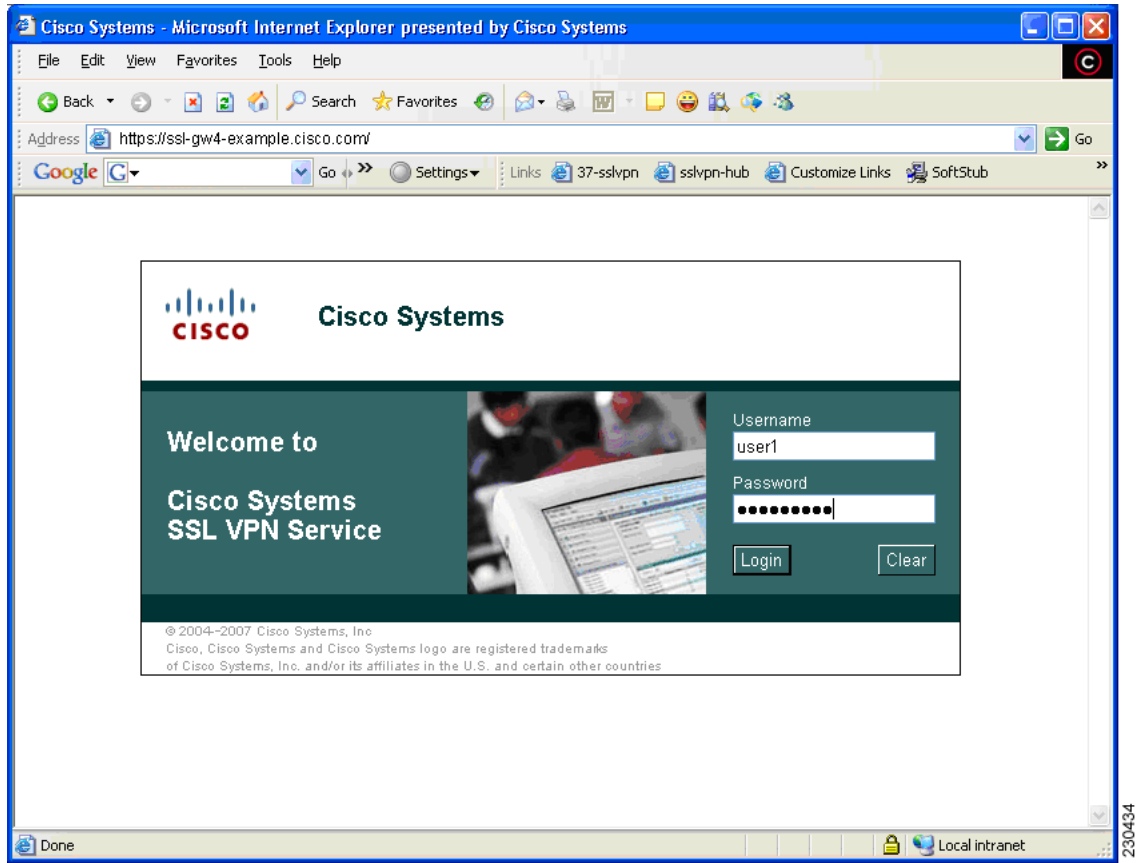 Cisco Systems - Microsoft Internet Explorer presented by Cisco Systems
File Edit View Favorites Tools Help
Back Search Favorites
Address https://ssl-gw4-example.cisco.com/ Go
Google G Go » Settings Links 37-sslvpn sslvpn-hub Customize Links SoftStub »
CISCO
Cisco Systems
Welcome to
Cisco Systems
SSL VPN Service
Username
user1
Password
●●●●●●●●●
Login Clear
© 2004--2007 Cisco Systems, Inc
Cisco, Cisco Systems and Cisco Systems logo are registered trademarks
of Cisco Systems, Inc. and/or its affiliates in the U.S. and certain other countries
Done Local intranet
230434